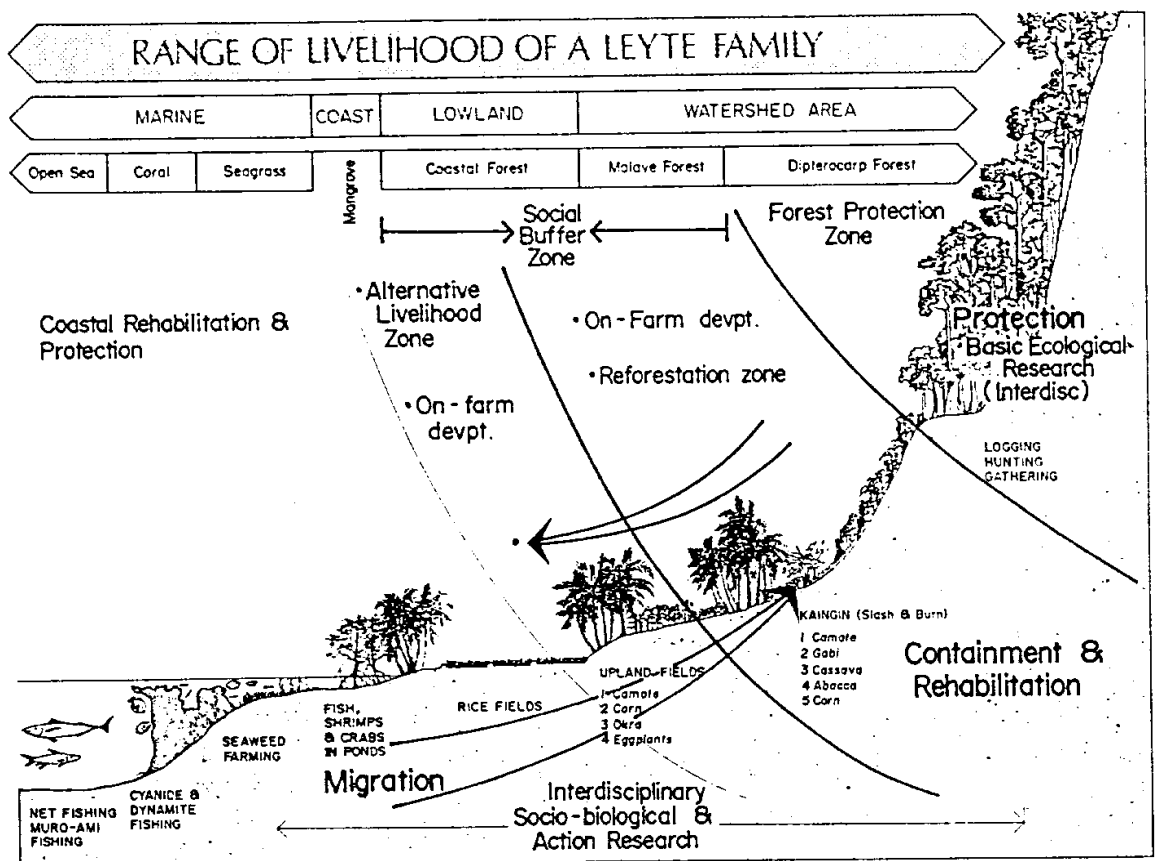 RANGE OF LIVELIHOOD OF A LEYTE FAMILY
MARINE
COAST
LOWLAND
WATERSHED AREA
Open Sea
Coral
Seagrass
Mangrove
Coastal Forest
Molave Forest
Dipterocarp Forest
Social
Buffer
Zone
Forest Protection
Zone
Coastal Rehabilitation &
Protection
• Alternative
Livelihood
Zone
• On-farm
devpt.
• On-Farm devpt.
• Reforestation zone
Protection
• Basic Ecological
Research
(Interdisc)
LOGGING
HUNTING
GATHERING
KAINGIN (Slash & Burn)
1 Camote
2 Gabi
3 Cassava
4 Abacca
5 Corn
Containment &
Rehabilitation
UPLAND FIELDS
1 Camote
2 Corn
3 Okra
4 Eggplants
RICE FIELDS
FISH,
SHRIMPS
& CRABS
IN PONDS
SEAWEED
FARMING
Migration
CYANICE &
DYNAMITE
FISHING
NET FISHING
MURO-AMI
FISHING
Interdisciplinary
Socio-biological &
Action Research